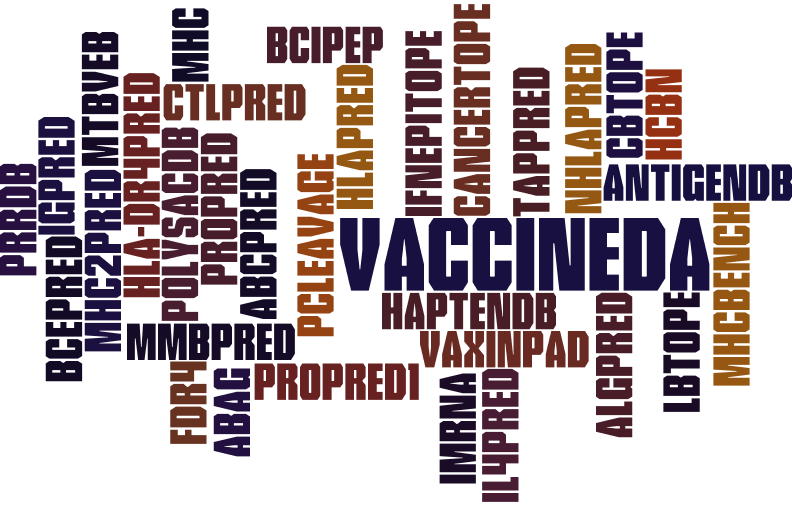 PRRDB
IGPRED
BCEPRED
MTBVEB
MHC2PRED
HLA-DR4PRED
MHC
CTLPRED
POLYSACDB
PROPRED
ABCPRED
MMBPRED
FDR4
ABAG
PROPRED1
BCIPEP
HLAPRED
PCLEAVAGE
IFNEPITOPE
CANCERTOPE
TAPPRED
NHLAPRED
CBTOPE
HCBN
ANTIGENDB
VACCINEDA
HAPTENDB
VAXINPAD
IMRNA
IL4PRED
ALGPRED
LBTOPE
MHCBENCH